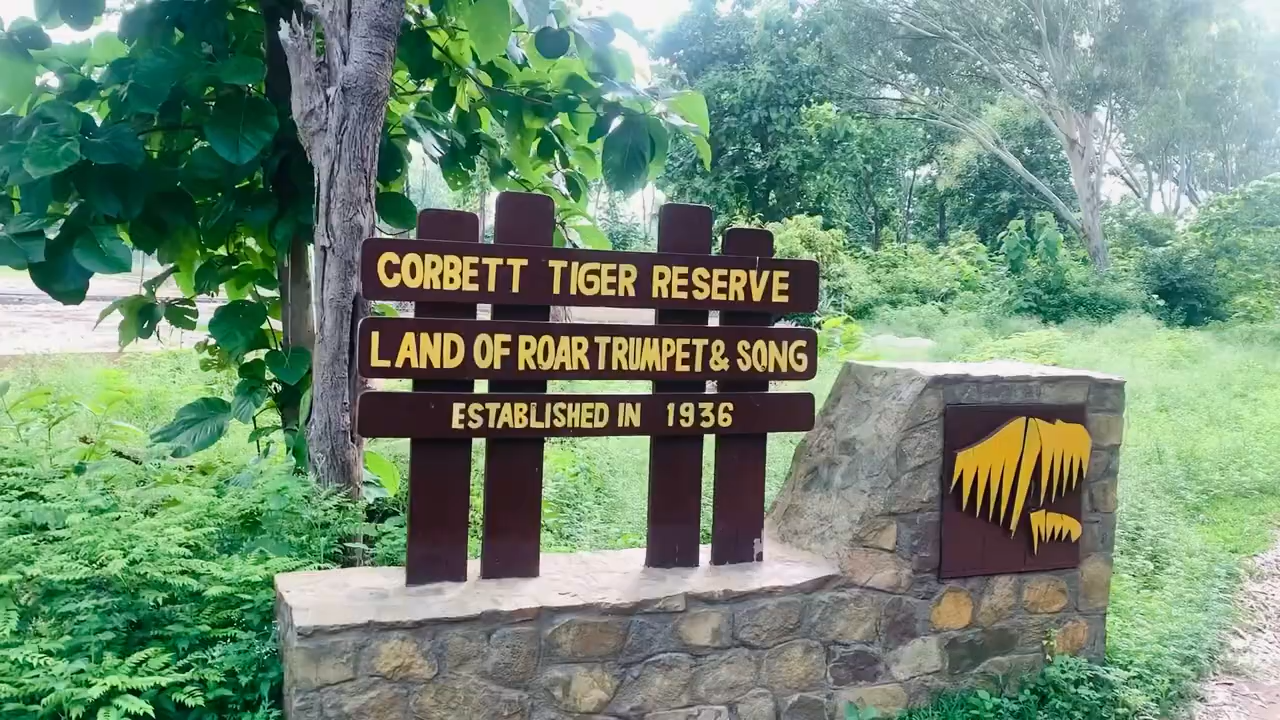 CORBETT TIGER RESERVE
LAND OF ROAR TRUMPET & SONG
ESTABLISHED IN 1936